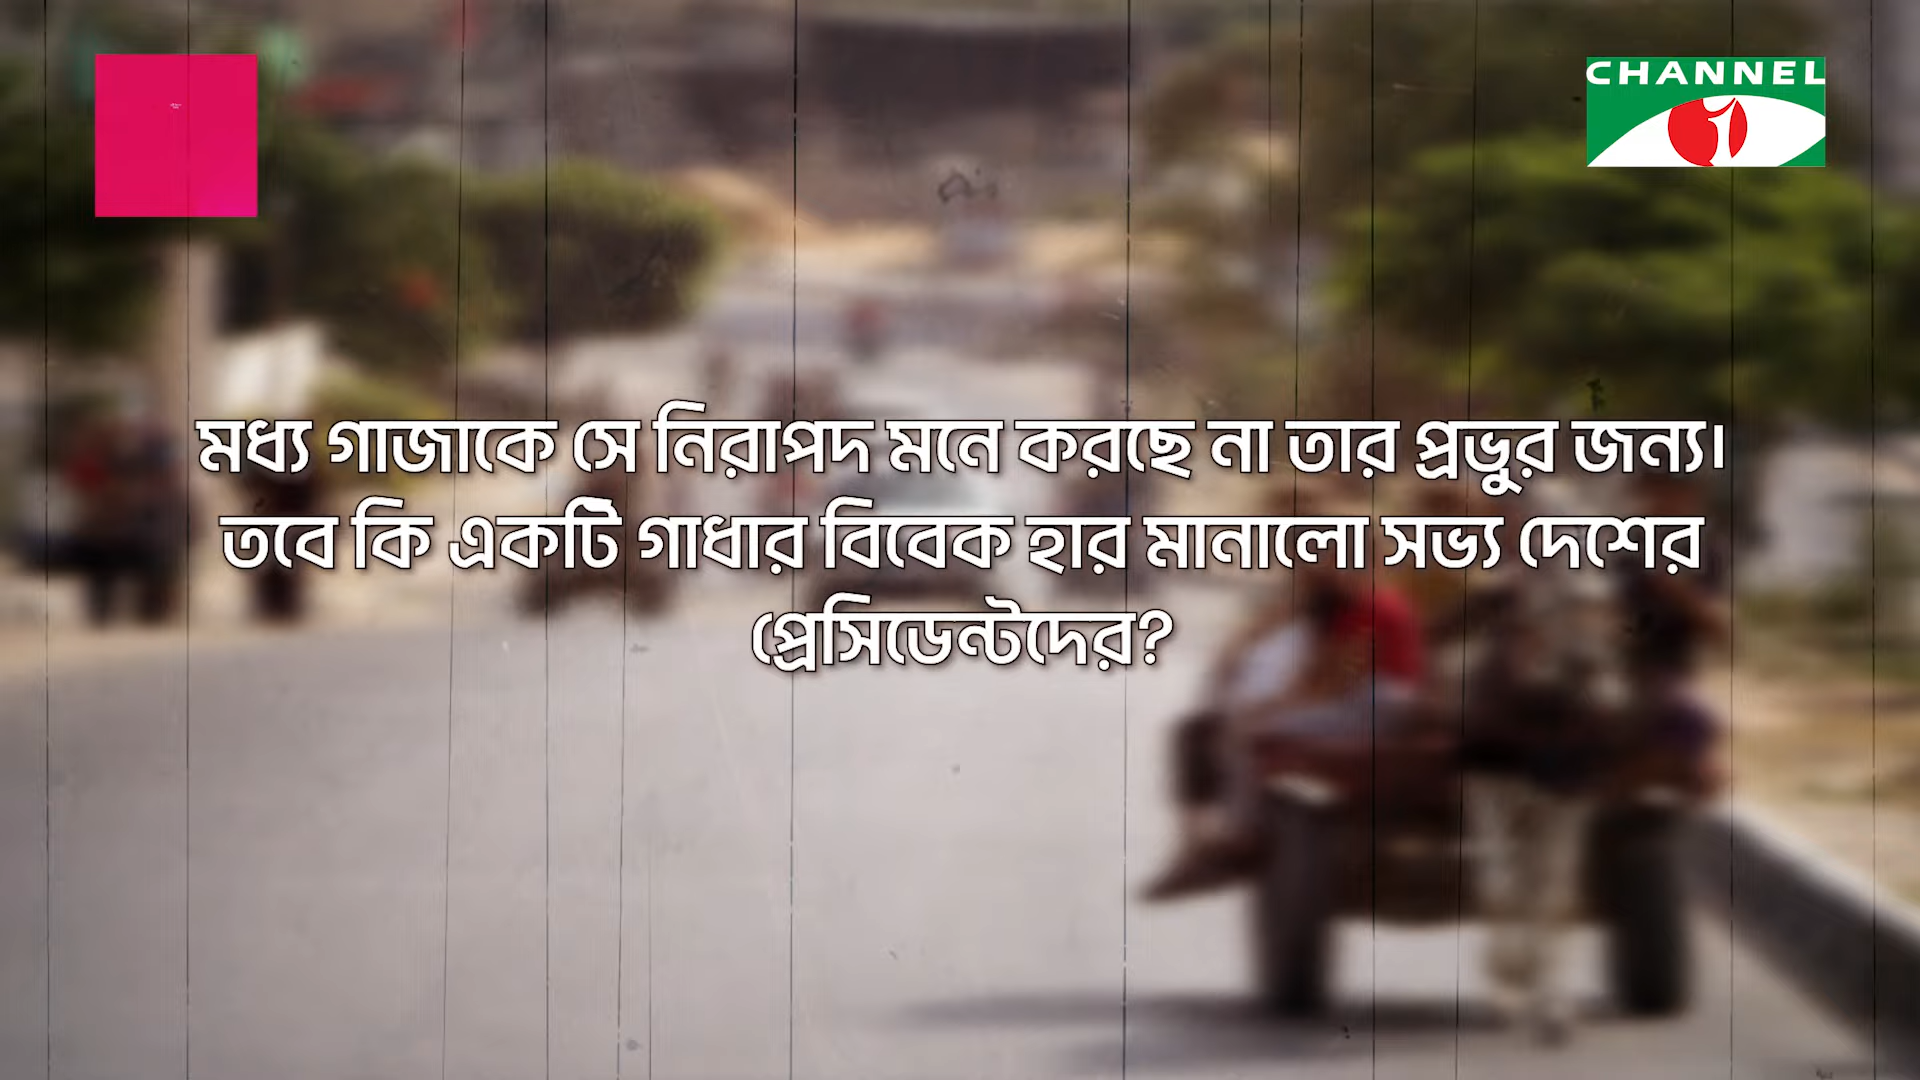 CHANNEL
i
মধ্য গাজাকে সে নিরাপদ মনে করছে না তার প্রভুর জন্য।
তবে কি একটি গাধার বিবেক হার মানালো সভ্য দেশের
প্রেসিডেন্টদের?